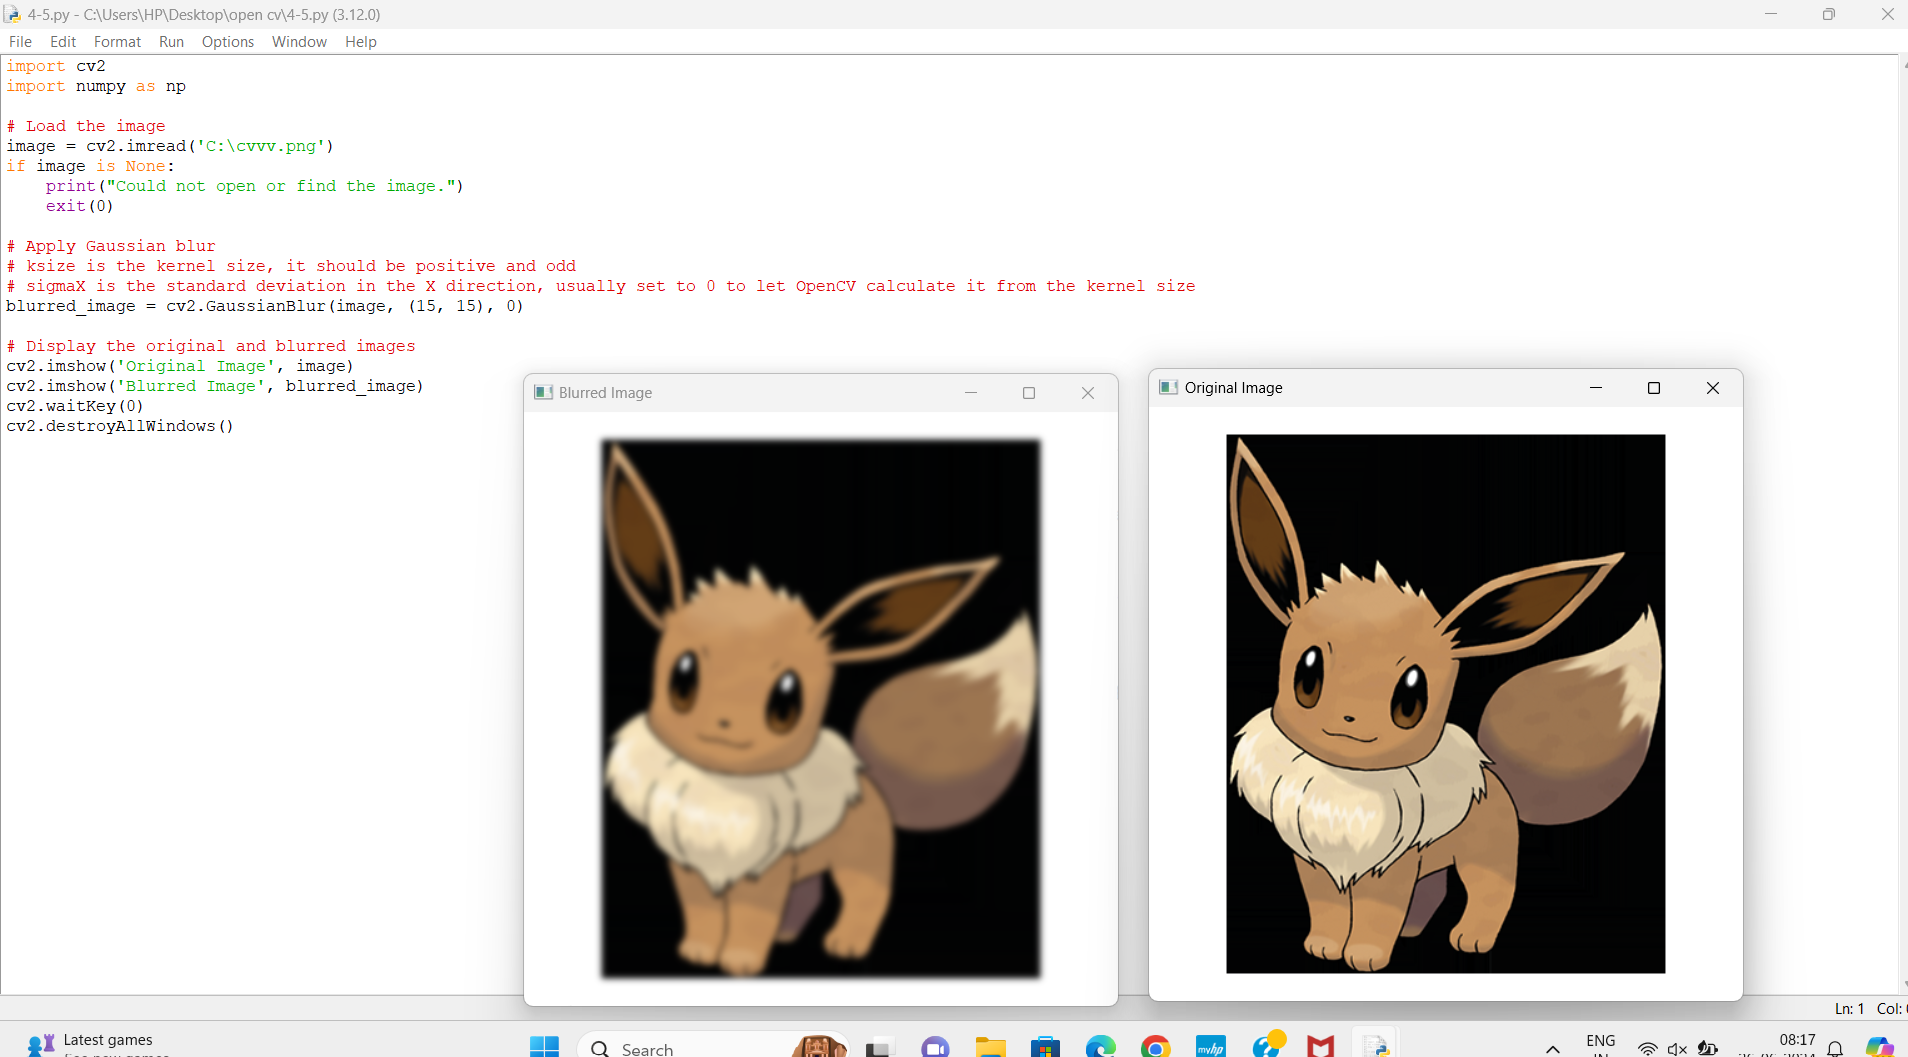 4-5.py - C:\Users\HP\Desktop\open cv\4-5.py (3.12.0)
File Edit Format Run Options Window Help
import cv2
import numpy as np
# Load the image
image = cv2.imread('C:\cvvv.png')
if image is None:
    print("Could not open or find the image.")
    exit(0)
# Apply Gaussian blur
# ksize is the kernel size, it should be positive and odd
# sigmaX is the standard deviation in the X direction, usually set to 0 to let OpenCV calculate it from the kernel size
blurred_image = cv2.GaussianBlur(image, (15, 15), 0)
# Display the original and blurred images
cv2.imshow('Original Image', image)
cv2.imshow('Blurred Image', blurred_image)
cv2.waitKey(0)
cv2.destroyAllWindows()
Blurred Image
Original Image
Ln: 1 Col:
Latest games
Search
myhp
ENG
08:17